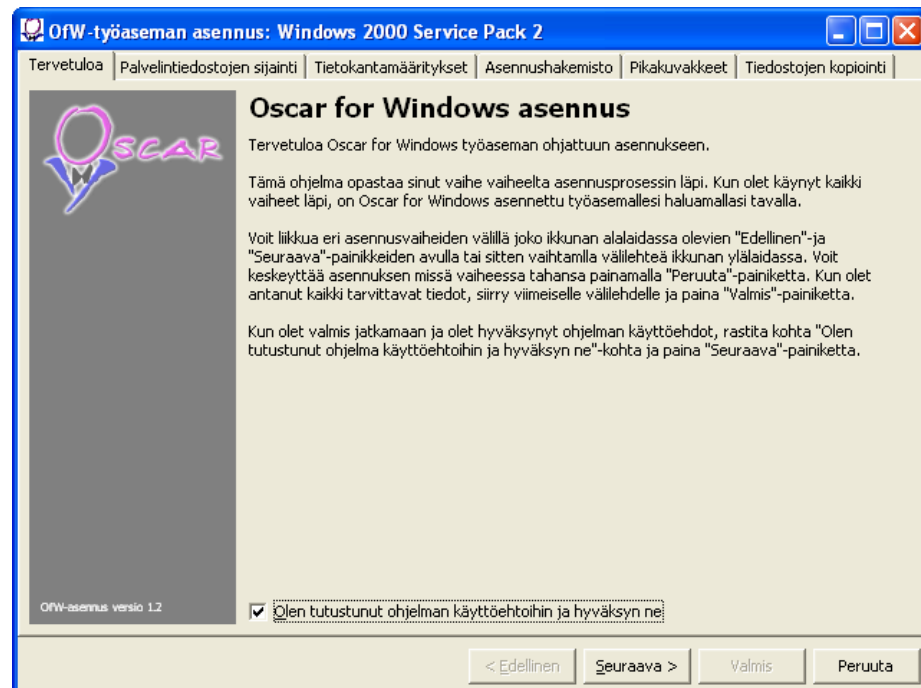 OfW-työaseman asennus: Windows 2000 Service Pack 2
Tervetuloa Palvelintiedostojen sijainti Tietokantamääritykset Asennushakemisto Pikakuvakkeet Tiedostojen kopiointi
OSCAR
Oscar for Windows asennus
Tervetuloa Oscar for Windows työaseman ohjattuun asennukseen.
Tämä ohjelma opastaa sinut vaihe vaiheelta asennusprosessin läpi. Kun olet käynyt kaikki
vaiheet läpi, on Oscar for Windows asennettu työasemallesi haluamallasi tavalla.
Voit liikkua eri asennusvaiheiden välillä joko ikkunan alalaidassa olevien "Edellinen"-ja
"Seuraava"-painikkeiden avulla tai sitten vaihtamlla välilehteä ikkunan ylälaidassa. Voit
keskeyttää asennuksen missä vaiheessa tahansa painamalla "Peruuta"-painiketta. Kun olet
antanut kaikki tarvittavat tiedot, siirry viimeiselle välilehdelle ja paina "Valmis"-painiketta.
Kun olet valmis jatkamaan ja olet hyväksynyt ohjelman käyttöehdot, rastita kohta "Olen
tutustunut ohjelma käyttöehtoihin ja hyväksyn ne"-kohta ja paina "Seuraava"-painiketta.
OfW-asennus versio 1.2
Olen tutustunut ohjelman käyttöehtoihin ja hyväksyn ne
< Edellinen Seuraava > Valmis Peruuta